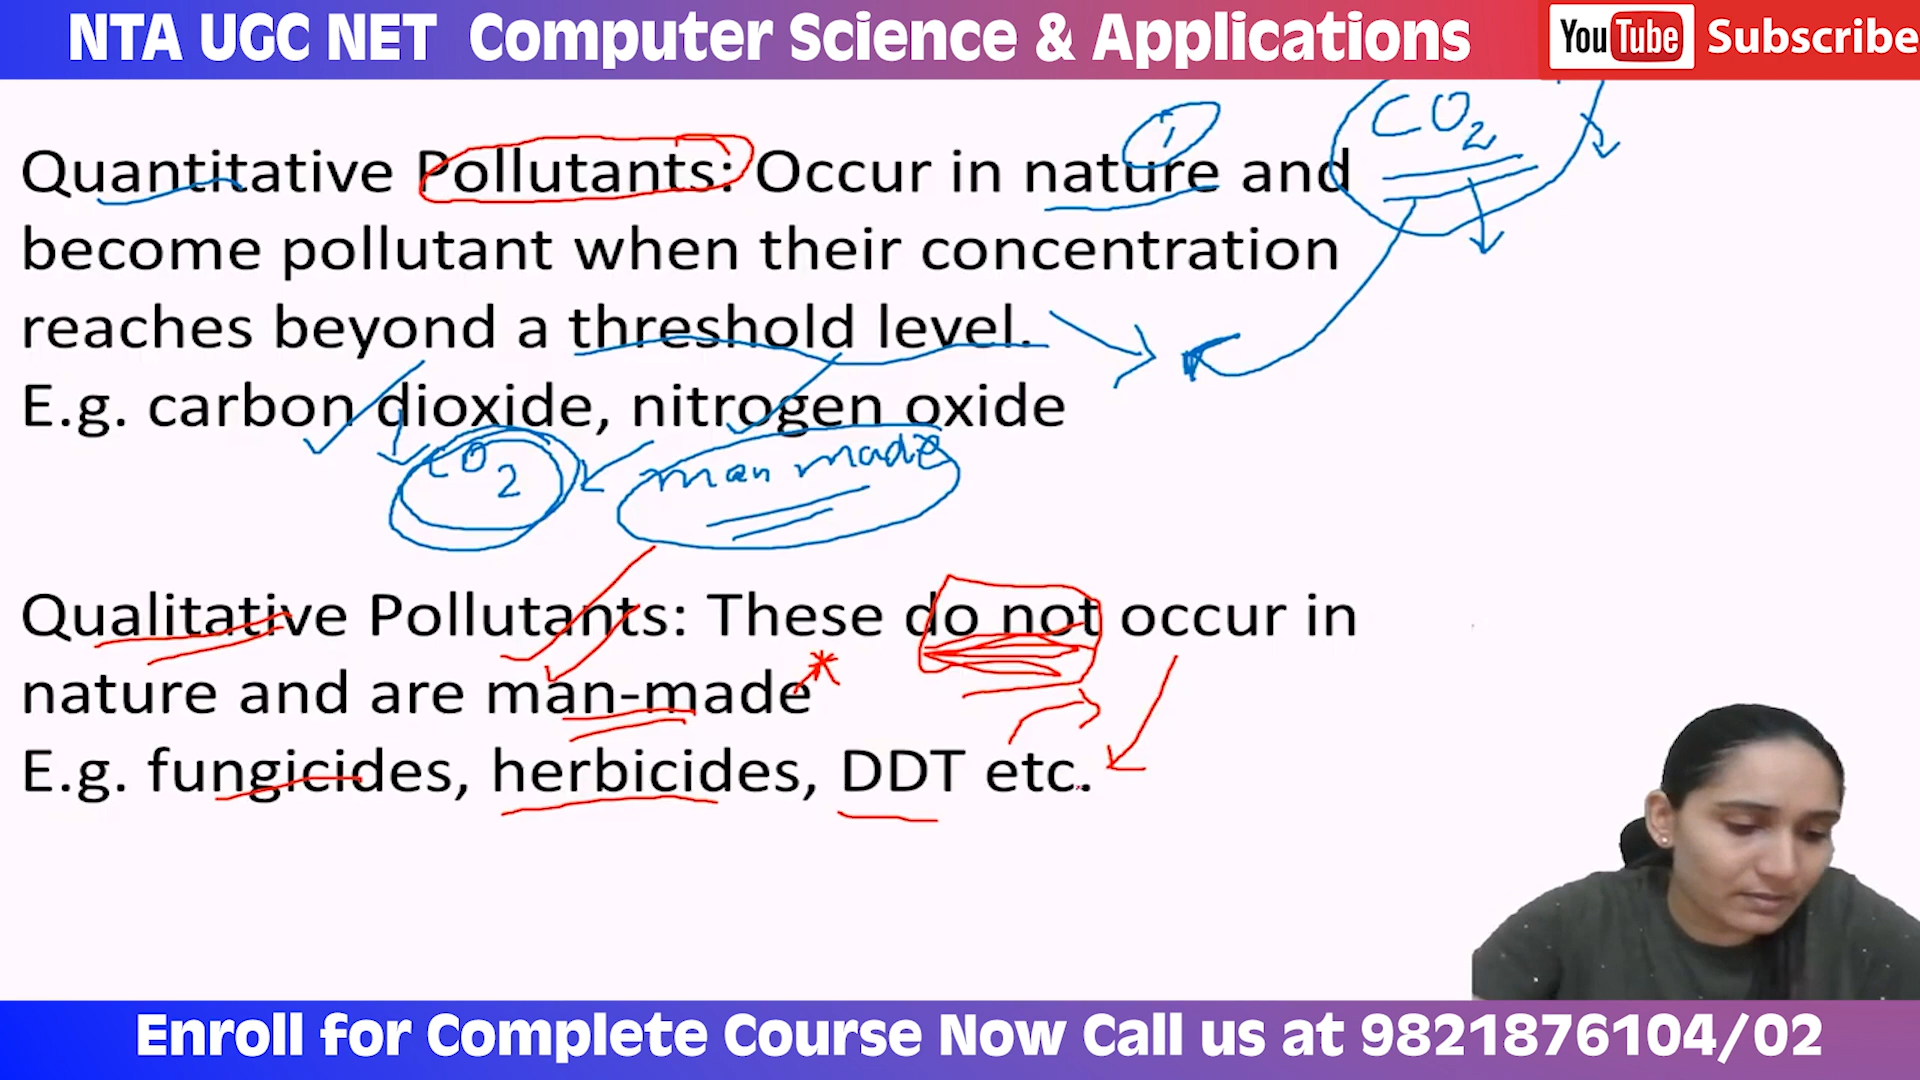 NTA UGC NET Computer Science & Applications
YouTube Subscribe
CO2
Quantitative Pollutants: Occur in nature and
become pollutant when their concentration
reaches beyond a threshold level.
E.g. carbon dioxide, nitrogen oxide
CO2 man made
Qualitative Pollutants: These do not occur in
nature and are man-made
E.g. fungicides, herbicides, DDT etc.
Enroll for Complete Course Now Call us at 9821876104/02